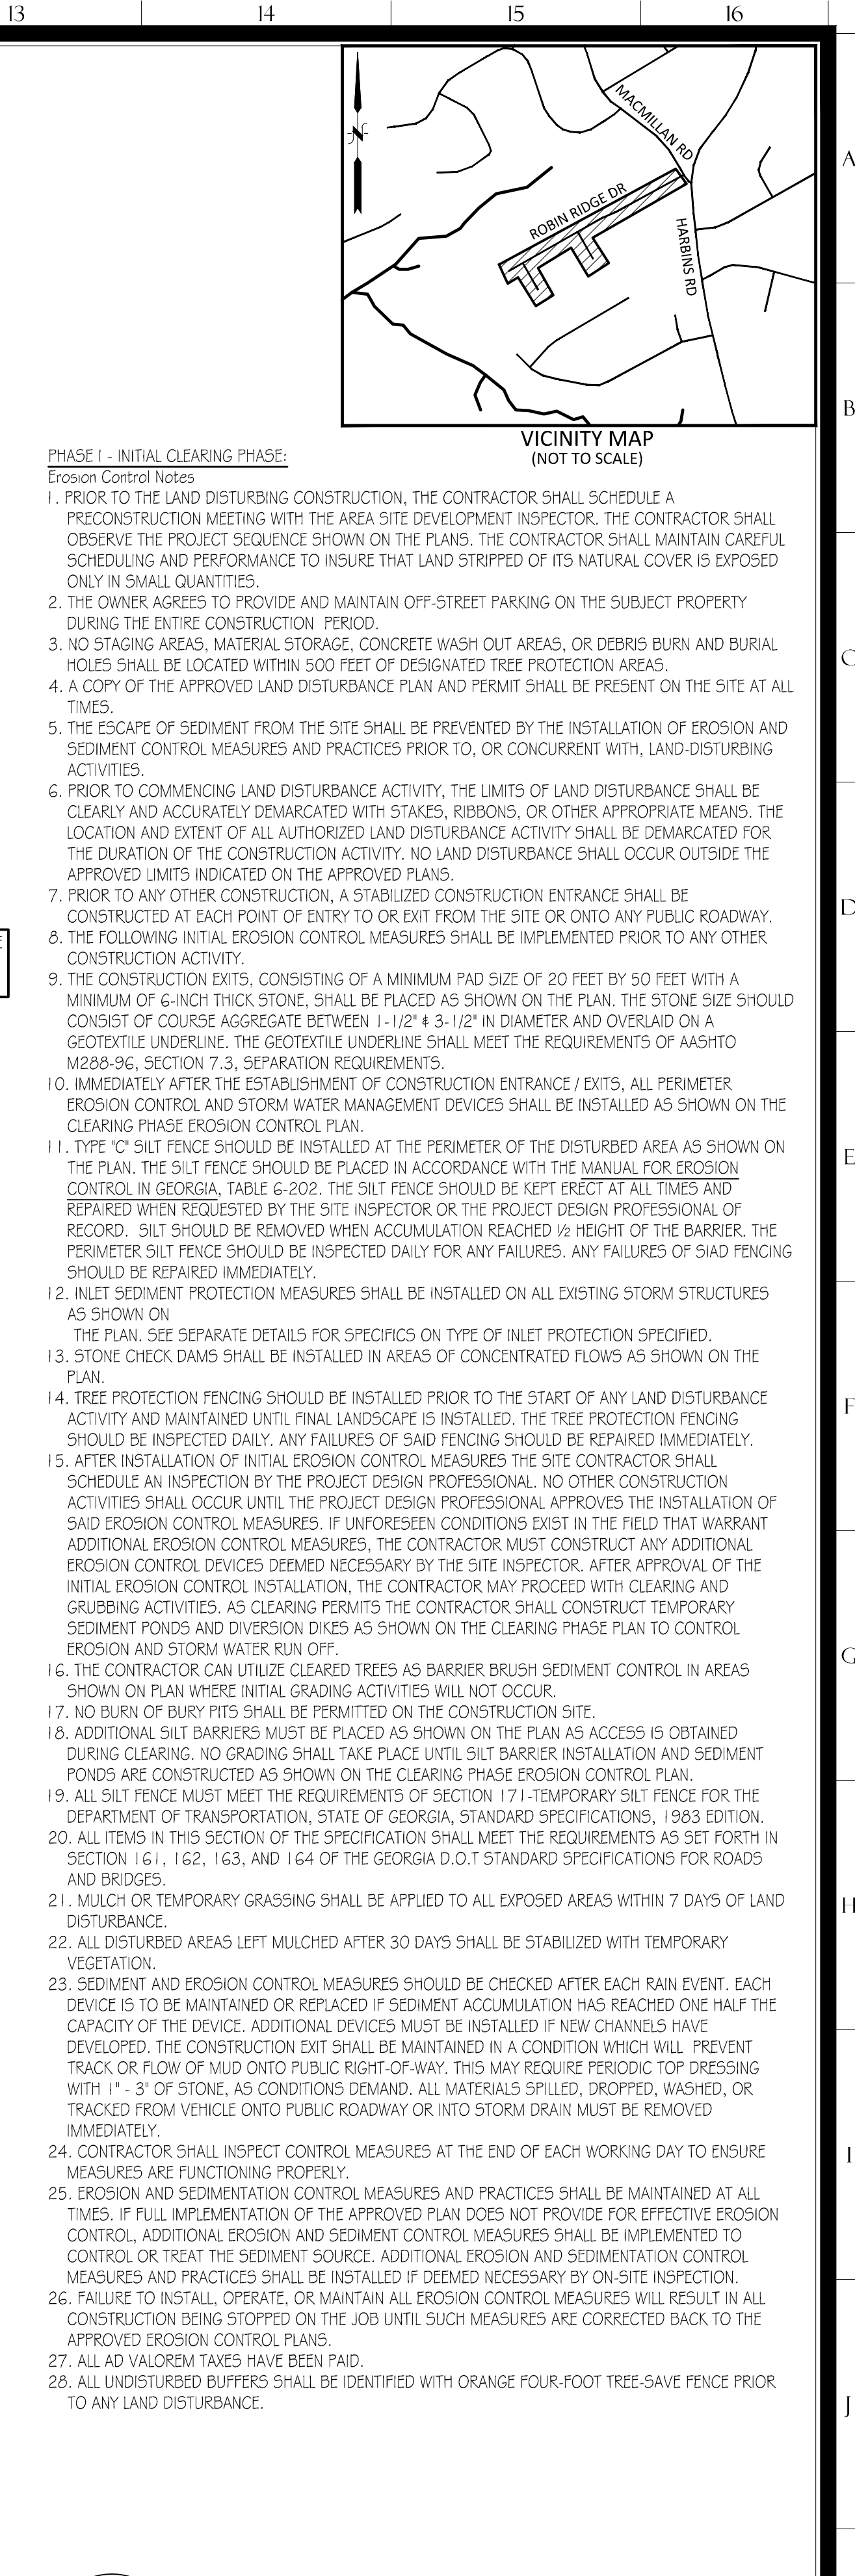 13
14
15
16
A
B
C
D
E
F
G
H
I
J
N
MACMILLAN RD
ROBIN RIDGE DR
HARBINS RD
VICINITY MAP
(NOT TO SCALE)
PHASE I - INITIAL CLEARING PHASE:
Erosion Control Notes
1. PRIOR TO THE LAND DISTURBING CONSTRUCTION, THE CONTRACTOR SHALL SCHEDULE A
PRECONSTRUCTION MEETING WITH THE AREA SITE DEVELOPMENT INSPECTOR. THE CONTRACTOR SHALL
OBSERVE THE PROJECT SEQUENCE SHOWN ON THE PLANS. THE CONTRACTOR SHALL MAINTAIN CAREFUL
SCHEDULING AND PERFORMANCE TO INSURE THAT LAND STRIPPED OF ITS NATURAL COVER IS EXPOSED
ONLY IN SMALL QUANTITIES.
2. THE OWNER AGREES TO PROVIDE AND MAINTAIN OFF-STREET PARKING ON THE SUBJECT PROPERTY
DURING THE ENTIRE CONSTRUCTION PERIOD.
3. NO STAGING AREAS, MATERIAL STORAGE, CONCRETE WASH OUT AREAS, OR DEBRIS BURN AND BURIAL
HOLES SHALL BE LOCATED WITHIN 500 FEET OF DESIGNATED TREE PROTECTION AREAS.
4. A COPY OF THE APPROVED LAND DISTURBANCE PLAN AND PERMIT SHALL BE PRESENT ON THE SITE AT ALL
TIMES.
5. THE ESCAPE OF SEDIMENT FROM THE SITE SHALL BE PREVENTED BY THE INSTALLATION OF EROSION AND
SEDIMENT CONTROL MEASURES AND PRACTICES PRIOR TO, OR CONCURRENT WITH, LAND-DISTURBING
ACTIVITIES.
6. PRIOR TO COMMENCING LAND DISTURBANCE ACTIVITY, THE LIMITS OF LAND DISTURBANCE SHALL BE
CLEARLY AND ACCURATELY DEMARCATED WITH STAKES, RIBBONS, OR OTHER APPROPRIATE MEANS. THE
LOCATION AND EXTENT OF ALL AUTHORIZED LAND DISTURBANCE ACTIVITY SHALL BE DEMARCATED FOR
THE DURATION OF THE CONSTRUCTION ACTIVITY. NO LAND DISTURBANCE SHALL OCCUR OUTSIDE THE
APPROVED LIMITS INDICATED ON THE APPROVED PLANS.
7. PRIOR TO ANY OTHER CONSTRUCTION, A STABILIZED CONSTRUCTION ENTRANCE SHALL BE
CONSTRUCTED AT EACH POINT OF ENTRY TO OR EXIT FROM THE SITE OR ONTO ANY PUBLIC ROADWAY.
8. THE FOLLOWING INITIAL EROSION CONTROL MEASURES SHALL BE IMPLEMENTED PRIOR TO ANY OTHER
CONSTRUCTION ACTIVITY.
9. THE CONSTRUCTION EXITS, CONSISTING OF A MINIMUM PAD SIZE OF 20 FEET BY 50 FEET WITH A
MINIMUM OF 6-INCH THICK STONE, SHALL BE PLACED AS SHOWN ON THE PLAN. THE STONE SIZE SHOULD
CONSIST OF COURSE AGGREGATE BETWEEN 1-1/2" & 3-1/2" IN DIAMETER AND OVERLAID ON A
GEOTEXTILE UNDERLINE. THE GEOTEXTILE UNDERLINE SHALL MEET THE REQUIREMENTS OF AASHTO
M288-96, SECTION 7.3, SEPARATION REQUIREMENTS.
10. IMMEDIATELY AFTER THE ESTABLISHMENT OF CONSTRUCTION ENTRANCE / EXITS, ALL PERIMETER
EROSION CONTROL AND STORM WATER MANAGEMENT DEVICES SHALL BE INSTALLED AS SHOWN ON THE
CLEARING PHASE EROSION CONTROL PLAN.
11. TYPE "C" SILT FENCE SHOULD BE INSTALLED AT THE PERIMETER OF THE DISTURBED AREA AS SHOWN ON
THE PLAN. THE SILT FENCE SHOULD BE PLACED IN ACCORDANCE WITH THE MANUAL FOR EROSION
CONTROL IN GEORGIA, TABLE 6-202. THE SILT FENCE SHOULD BE KEPT ERECT AT ALL TIMES AND
REPAIRED WHEN REQUESTED BY THE SITE INSPECTOR OR THE PROJECT DESIGN PROFESSIONAL OF
RECORD. SILT SHOULD BE REMOVED WHEN ACCUMULATION REACHED ½ HEIGHT OF THE BARRIER. THE
PERIMETER SILT FENCE SHOULD BE INSPECTED DAILY FOR ANY FAILURES. ANY FAILURES OF SIAD FENCING
SHOULD BE REPAIRED IMMEDIATELY.
12. INLET SEDIMENT PROTECTION MEASURES SHALL BE INSTALLED ON ALL EXISTING STORM STRUCTURES
AS SHOWN ON
THE PLAN. SEE SEPARATE DETAILS FOR SPECIFICS ON TYPE OF INLET PROTECTION SPECIFIED.
13. STONE CHECK DAMS SHALL BE INSTALLED IN AREAS OF CONCENTRATED FLOWS AS SHOWN ON THE
PLAN.
14. TREE PROTECTION FENCING SHOULD BE INSTALLED PRIOR TO THE START OF ANY LAND DISTURBANCE
ACTIVITY AND MAINTAINED UNTIL FINAL LANDSCAPE IS INSTALLED. THE TREE PROTECTION FENCING
SHOULD BE INSPECTED DAILY. ANY FAILURES OF SAID FENCING SHOULD BE REPAIRED IMMEDIATELY.
15. AFTER INSTALLATION OF INITIAL EROSION CONTROL MEASURES THE SITE CONTRACTOR SHALL
SCHEDULE AN INSPECTION BY THE PROJECT DESIGN PROFESSIONAL. NO OTHER CONSTRUCTION
ACTIVITIES SHALL OCCUR UNTIL THE PROJECT DESIGN PROFESSIONAL APPROVES THE INSTALLATION OF
SAID EROSION CONTROL MEASURES. IF UNFORESEEN CONDITIONS EXIST IN THE FIELD THAT WARRANT
ADDITIONAL EROSION CONTROL MEASURES, THE CONTRACTOR MUST CONSTRUCT ANY ADDITIONAL
EROSION CONTROL DEVICES DEEMED NECESSARY BY THE SITE INSPECTOR. AFTER APPROVAL OF THE
INITIAL EROSION CONTROL INSTALLATION, THE CONTRACTOR MAY PROCEED WITH CLEARING AND
GRUBBING ACTIVITIES. AS CLEARING PERMITS THE CONTRACTOR SHALL CONSTRUCT TEMPORARY
SEDIMENT PONDS AND DIVERSION DIKES AS SHOWN ON THE CLEARING PHASE PLAN TO CONTROL
EROSION AND STORM WATER RUN OFF.
16. THE CONTRACTOR CAN UTILIZE CLEARED TREES AS BARRIER BRUSH SEDIMENT CONTROL IN AREAS
SHOWN ON PLAN WHERE INITIAL GRADING ACTIVITIES WILL NOT OCCUR.
17. NO BURN OF BURY PITS SHALL BE PERMITTED ON THE CONSTRUCTION SITE.
18. ADDITIONAL SILT BARRIERS MUST BE PLACED AS SHOWN ON THE PLAN AS ACCESS IS OBTAINED
DURING CLEARING. NO GRADING SHALL TAKE PLACE UNTIL SILT BARRIER INSTALLATION AND SEDIMENT
PONDS ARE CONSTRUCTED AS SHOWN ON THE CLEARING PHASE EROSION CONTROL PLAN.
19. ALL SILT FENCE MUST MEET THE REQUIREMENTS OF SECTION 171-TEMPORARY SILT FENCE FOR THE
DEPARTMENT OF TRANSPORTATION, STATE OF GEORGIA, STANDARD SPECIFICATIONS, 1983 EDITION.
20. ALL ITEMS IN THIS SECTION OF THE SPECIFICATION SHALL MEET THE REQUIREMENTS AS SET FORTH IN
SECTION 161, 162, 163, AND 164 OF THE GEORGIA D.O.T STANDARD SPECIFICATIONS FOR ROADS
AND BRIDGES.
21. MULCH OR TEMPORARY GRASSING SHALL BE APPLIED TO ALL EXPOSED AREAS WITHIN 7 DAYS OF LAND
DISTURBANCE.
22. ALL DISTURBED AREAS LEFT MULCHED AFTER 30 DAYS SHALL BE STABILIZED WITH TEMPORARY
VEGETATION.
23. SEDIMENT AND EROSION CONTROL MEASURES SHOULD BE CHECKED AFTER EACH RAIN EVENT. EACH
DEVICE IS TO BE MAINTAINED OR REPLACED IF SEDIMENT ACCUMULATION HAS REACHED ONE HALF THE
CAPACITY OF THE DEVICE. ADDITIONAL DEVICES MUST BE INSTALLED IF NEW CHANNELS HAVE
DEVELOPED. THE CONSTRUCTION EXIT SHALL BE MAINTAINED IN A CONDITION WHICH WILL PREVENT
TRACK OR FLOW OF MUD ONTO PUBLIC RIGHT-OF-WAY. THIS MAY REQUIRE PERIODIC TOP DRESSING
WITH 1" - 3" OF STONE, AS CONDITIONS DEMAND. ALL MATERIALS SPILLED, DROPPED, WASHED, OR
TRACKED FROM VEHICLE ONTO PUBLIC ROADWAY OR INTO STORM DRAIN MUST BE REMOVED
IMMEDIATELY.
24. CONTRACTOR SHALL INSPECT CONTROL MEASURES AT THE END OF EACH WORKING DAY TO ENSURE
MEASURES ARE FUNCTIONING PROPERLY.
25. EROSION AND SEDIMENTATION CONTROL MEASURES AND PRACTICES SHALL BE MAINTAINED AT ALL
TIMES. IF FULL IMPLEMENTATION OF THE APPROVED PLAN DOES NOT PROVIDE FOR EFFECTIVE EROSION
CONTROL, ADDITIONAL EROSION AND SEDIMENT CONTROL MEASURES SHALL BE IMPLEMENTED TO
CONTROL OR TREAT THE SEDIMENT SOURCE. ADDITIONAL EROSION AND SEDIMENTATION CONTROL
MEASURES AND PRACTICES SHALL BE INSTALLED IF DEEMED NECESSARY BY ON-SITE INSPECTION.
26. FAILURE TO INSTALL, OPERATE, OR MAINTAIN ALL EROSION CONTROL MEASURES WILL RESULT IN ALL
CONSTRUCTION BEING STOPPED ON THE JOB UNTIL SUCH MEASURES ARE CORRECTED BACK TO THE
APPROVED EROSION CONTROL PLANS.
27. ALL AD VALOREM TAXES HAVE BEEN PAID.
28. ALL UNDISTURBED BUFFERS SHALL BE IDENTIFIED WITH ORANGE FOUR-FOOT TREE-SAVE FENCE PRIOR
TO ANY LAND DISTURBANCE.